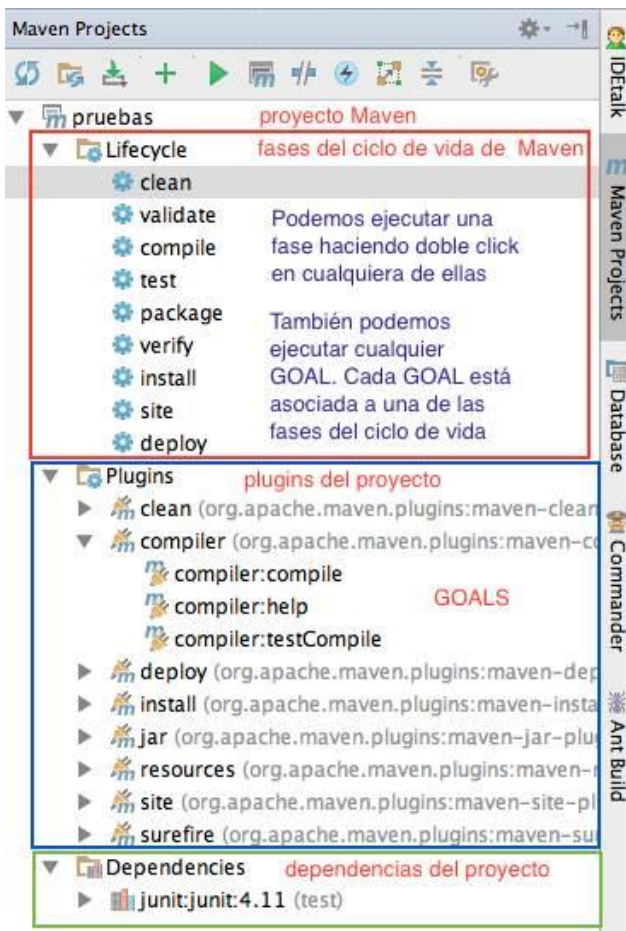 Maven Projects
pruebas proyecto Maven
Lifecycle fases del ciclo de vida de Maven
clean
validate
compile
test
package
verify
install
site
deploy
Podemos ejecutar una
fase haciendo doble click
en cualquiera de ellas
También podemos
ejecutar cualquier
GOAL. Cada GOAL está
asociada a una de las
fases del ciclo de vida
Plugins plugins del proyecto
clean (org.apache.maven.plugins:maven-clean
compiler (org.apache.maven.plugins:maven-co
compiler:compile
compiler:help
compiler:testCompile
GOALS
deploy (org.apache.maven.plugins:maven-dep
install (org.apache.maven.plugins:maven-insta
jar (org.apache.maven.plugins:maven-jar-plug
resources (org.apache.maven.plugins:maven-r
site (org.apache.maven.plugins:maven-site-pl
surefire (org.apache.maven.plugins:maven-su
Dependencies dependencias del proyecto
junit:junit:4.11 (test)
IDEtalk
Maven Projects
Database
Commander
Ant Build